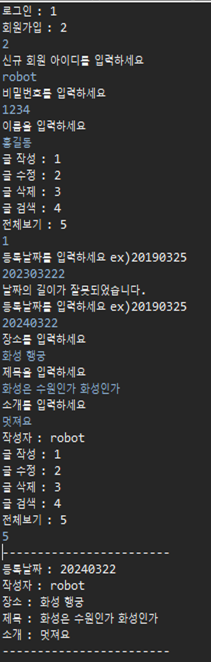 로그인 : 1
회원가입 : 2
2
신규 회원 아이디를 입력하세요
robot
비밀번호를 입력하세요
1234
이름을 입력하세요
홍길동
글 작성 : 1
글 수정 : 2
글 삭제 : 3
글 검색 : 4
전체보기 : 5
1
등록날짜를 입력하세요 ex)20190325
202303222
날짜의 길이가 잘못되었습니다.
등록날짜를 입력하세요 ex)20190325
20240322
장소를 입력하세요
화성 행궁
제목을 입력하세요
화성은 수원인가 화성인가
소개를 입력하세요
멋져요
작성자 : robot
글 작성 : 1
글 수정 : 2
글 삭제 : 3
글 검색 : 4
전체보기 : 5
5
------------------------
등록날짜 : 20240322
작성자 : robot
장소 : 화성 행궁
제목 : 화성은 수원인가 화성인가
소개 : 멋져요
------------------------